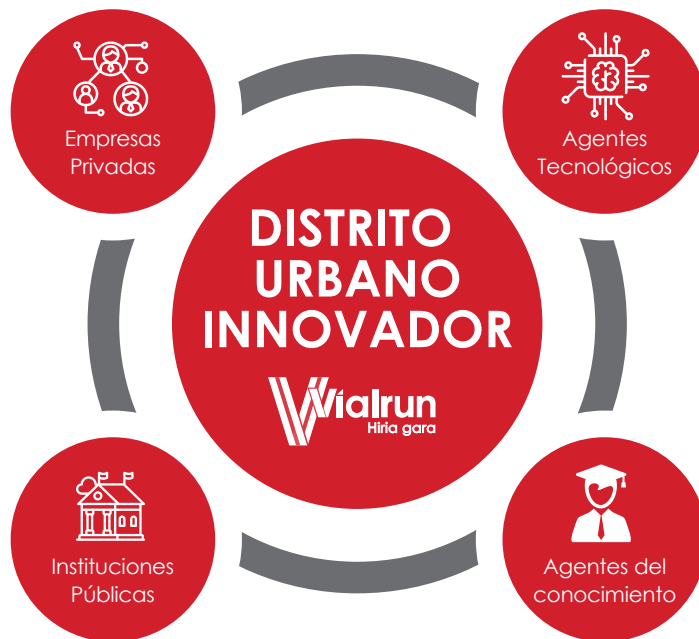 Empresas
Privadas
Agentes
Tecnológicos
DISTRITO
URBANO
INNOVADOR
Vialrun
Hiria gara
Instituciones
Públicas
Agentes del
conocimiento